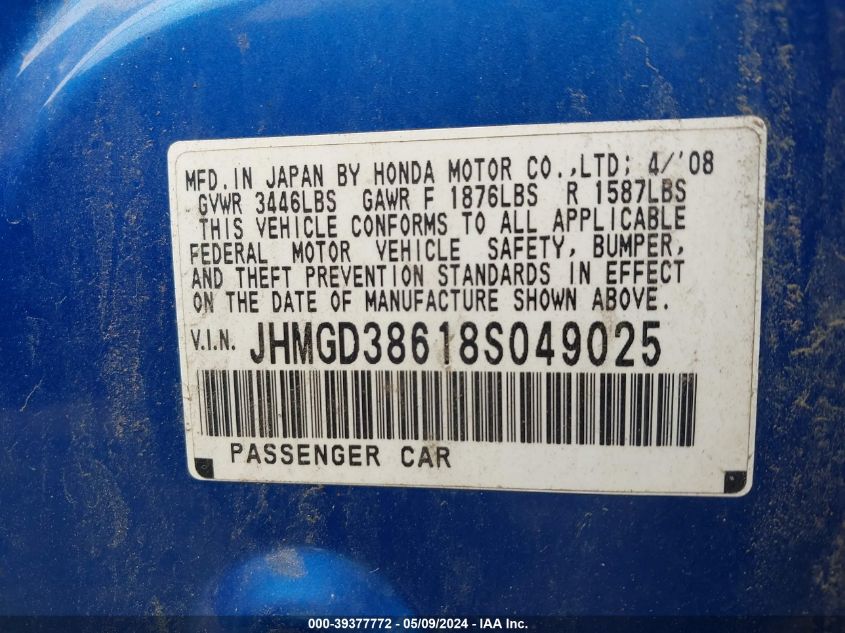 MFD.IN JAPAN BY HONDA MOTOR CO.,LTD; 4/'08
GVWR 3446LBS GAWR F 1876LBS R 1587LBS
THIS VEHICLE CONFORMS TO ALL APPLICABLE
FEDERAL MOTOR VEHICLE SAFETY, BUMPER,
AND THEFT PREVENTION STANDARDS IN EFFECT
ON THE DATE OF MANUFACTURE SHOWN ABOVE.
V.I.N. JHMGD38618S049025
PASSENGER CAR
000-39377772 - 05/09/2024 - IAA Inc.